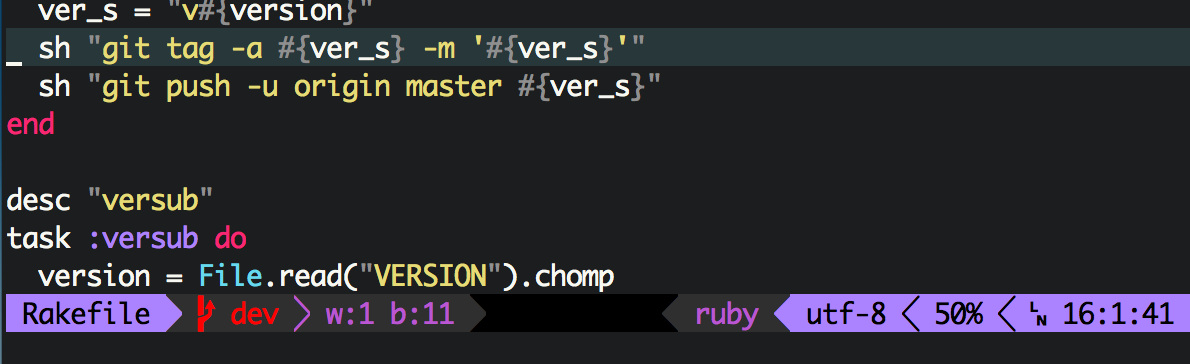 ver_s = "v#{version}"
sh "git tag -a #{ver_s} -m '#{ver_s}'"
sh "git push -u origin master #{ver_s}"
end
desc "versub"
task :versub do
version = File.read("VERSION").chomp
Rakefile dev w:1 b:11 ruby utf-8 50% LN 16:1:41